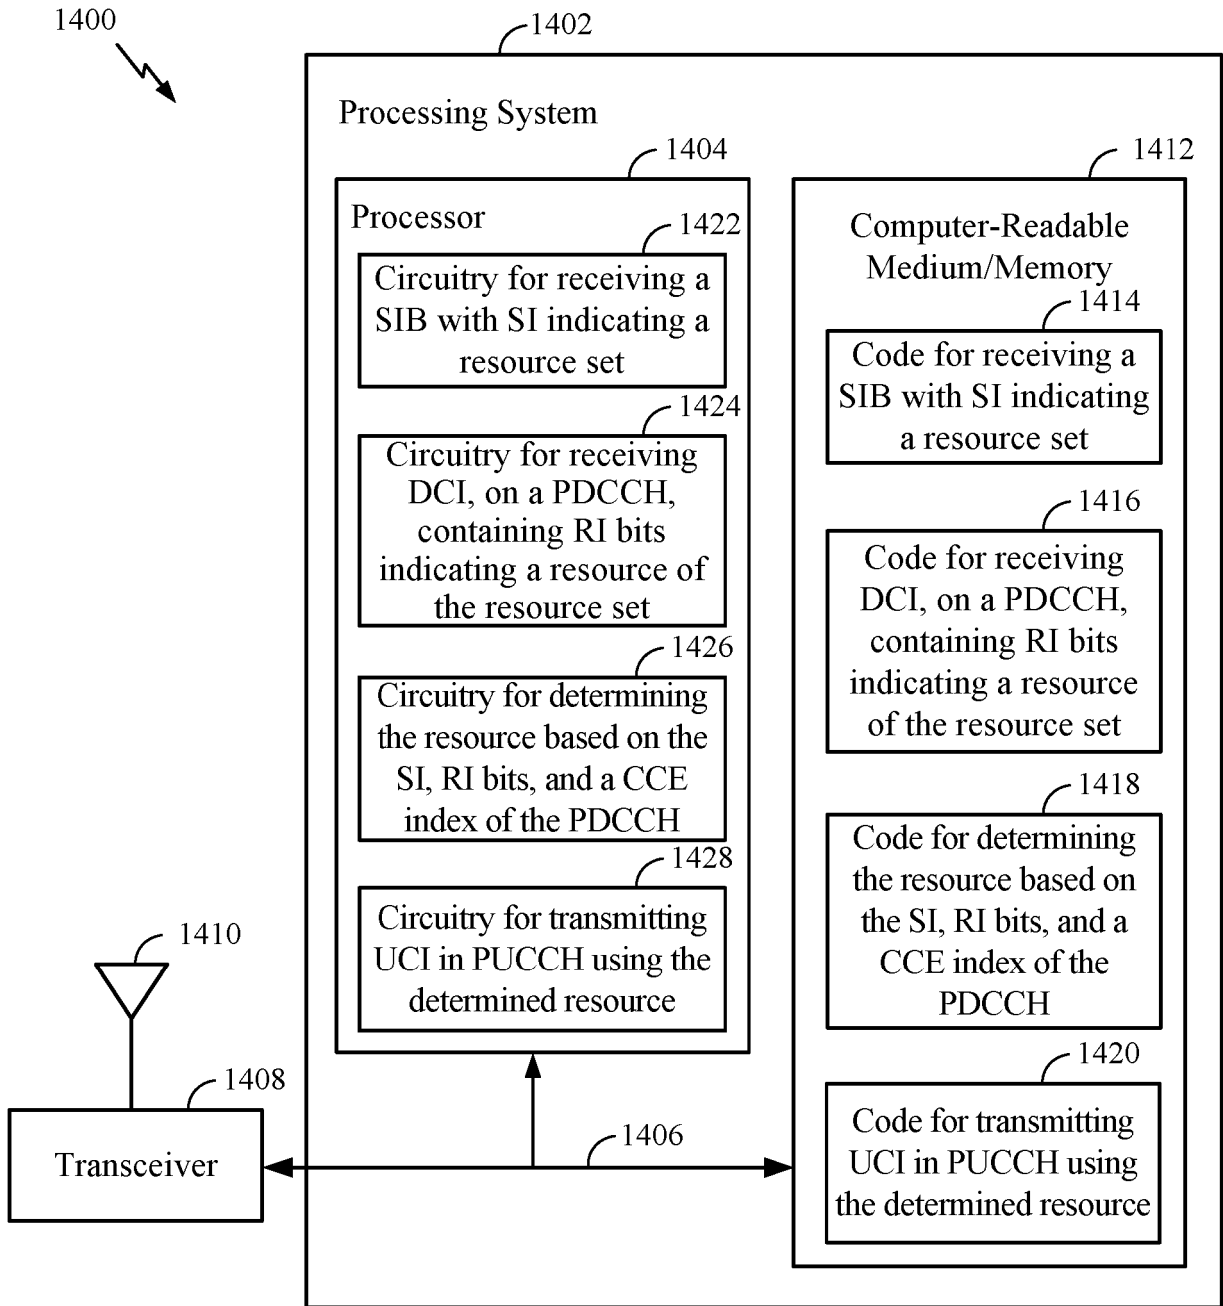 1400
1402
Processing System
1404
Processor
1422
Circuitry for receiving a
SIB with SI indicating a
resource set
1424
Circuitry for receiving
DCI, on a PDCCH,
containing RI bits
indicating a resource of
the resource set
1426
Circuitry for determining
the resource based on the
SI, RI bits, and a CCE
index of the PDCCH
1428
Circuitry for transmitting
UCI in PUCCH using the
determined resource
1412
Computer-Readable
Medium/Memory
1414
Code for receiving a
SIB with SI indicating
a resource set
1416
Code for receiving
DCI, on a PDCCH,
containing RI bits
indicating a resource
of the resource set
1418
Code for determining
the resource based on
the SI, RI bits, and a
CCE index of the
PDCCH
1420
Code for transmitting
UCI in PUCCH using
the determined resource
1410
1408
Transceiver
1406